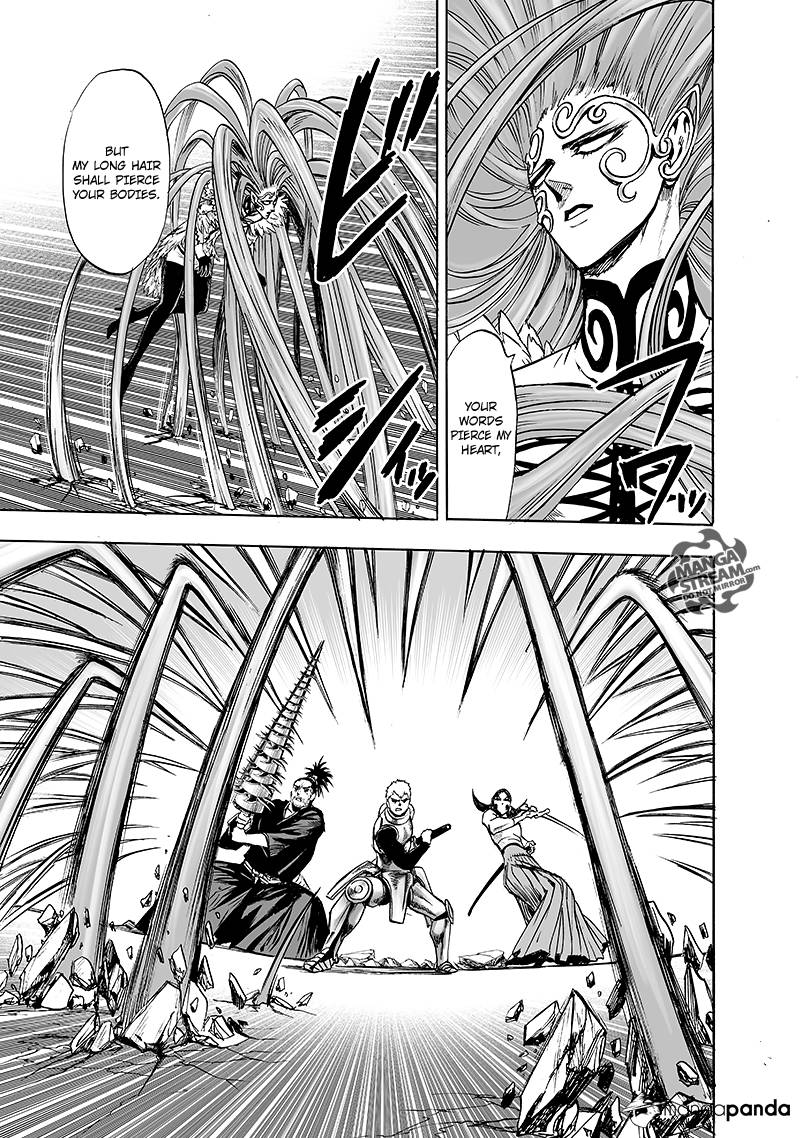 YOUR
WORDS
PIERCE MY
HEART,
フ
ワッ
BUT
MY LONG HAIR
SHALL PIERCE
YOUR BODIES.
ビ
シィッ
MANGA
STREAM.com
DO NOT MIRROR
mangapanda